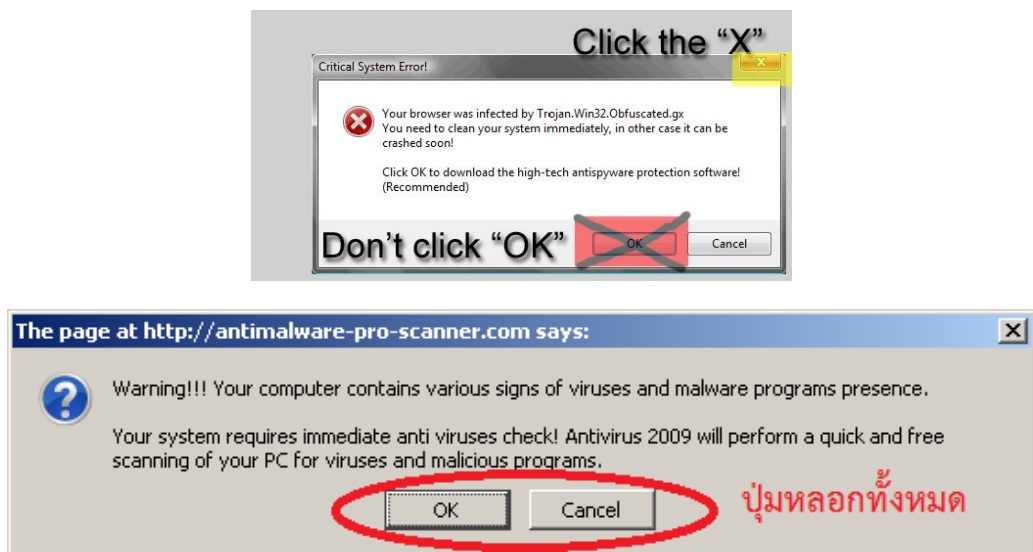 Click the “X”
Critical System Error!
Your browser was infected by Trojan.Win32.Obfuscated.gx
You need to clean your system immediately, in other case it can be
crashed soon!
Click OK to download the high-tech antispyware protection software!
(Recommended)
Don’t click “OK”
OK
Cancel
The page at http://antimalware-pro-scanner.com says:
Warning!!! Your computer contains various signs of viruses and malware programs presence.
Your system requires immediate anti viruses check! Antivirus 2009 will perform a quick and free
scanning of your PC for viruses and malicious programs.
OK
Cancel
ปุ่มหลอกทั้งหมด